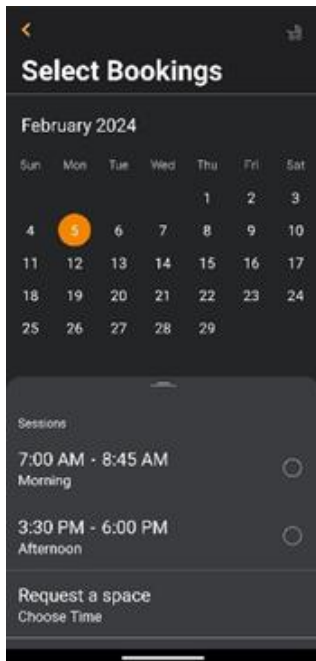 Select Bookings
February 2024
Sun Mon Tue Wed Thu Fri Sat
1 2 3
4 5 6 7 8 9 10
11 12 13 14 15 16 17
18 19 20 21 22 23 24
25 26 27 28 29
Sessions
7:00 AM - 8:45 AM
Morning
3:30 PM - 6:00 PM
Afternoon
Request a space
Choose Time